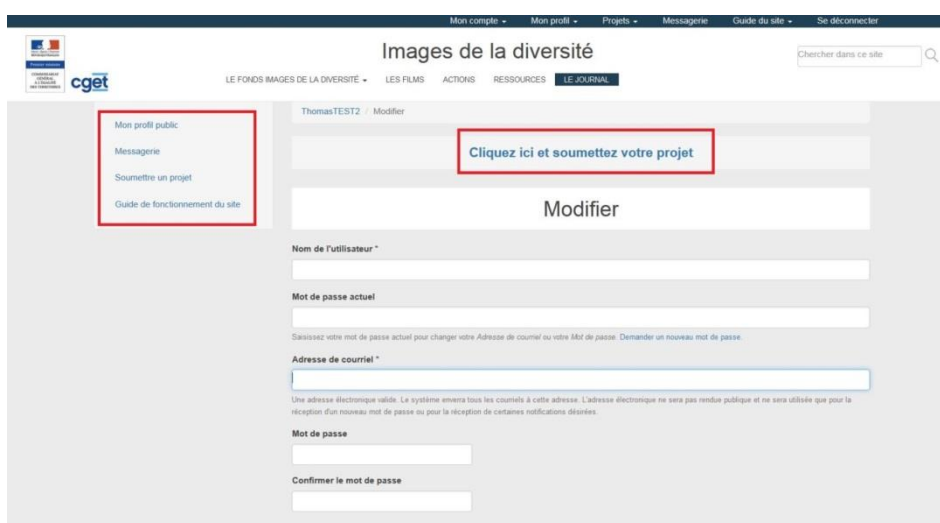 Mon compte Mon profil Projets Messagerie Guide du site Se déconnecter
Images de la diversité
Chercher dans ce site
cget
LE FONDS IMAGES DE LA DIVERSITÉ LES FILMS ACTIONS RESSOURCES LE JOURNAL
ThomasTEST2 / Modifier
Mon profil public
Messagerie
Soumettre un projet
Guide de fonctionnement du site
Cliquez ici et soumettez votre projet
Modifier
Nom de l'utilisateur *
Mot de passe actuel
Saisissez votre mot de passe actuel pour changer votre Adresse de courriel ou votre Mot de passe. Demander un nouveau mot de passe.
Adresse de courriel *
Une adresse électronique valide. Le système enverra tous les courriels à cette adresse. L'adresse électronique ne sera pas rendue publique et ne sera utilisée que pour la
réception d'un nouveau mot de passe ou pour la réception de certaines notifications désirées.
Mot de passe
Confirmer le mot de passe